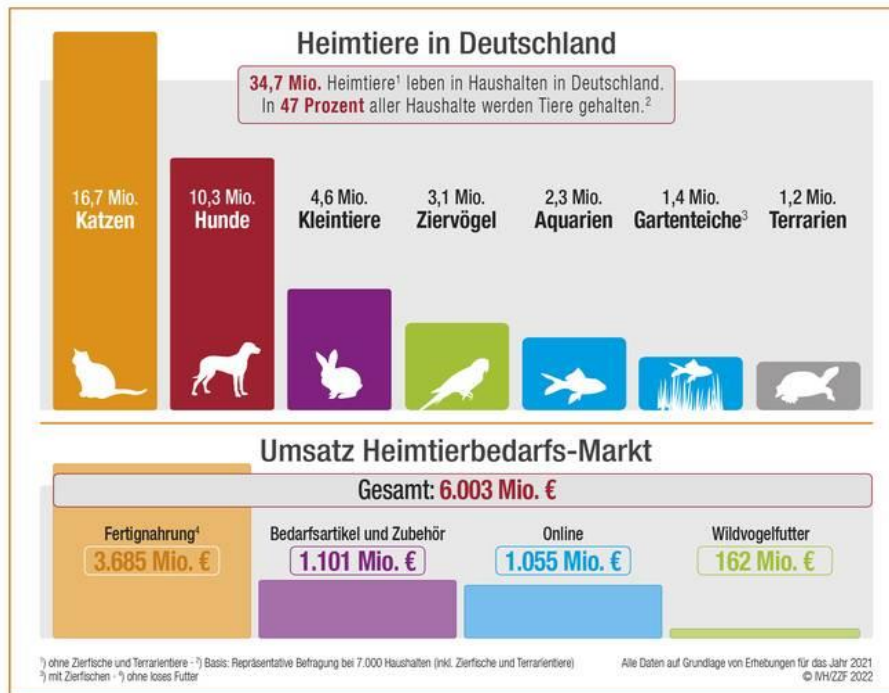 Heimtiere in Deutschland
34,7 Mio. Heimtiere¹ leben in Haushalten in Deutschland.
In 47 Prozent aller Haushalte werden Tiere gehalten.²
16,7 Mio.
Katzen
10,3 Mio.
Hunde
4,6 Mio.
Kleintiere
3,1 Mio.
Ziervögel
2,3 Mio.
Aquarien
1,4 Mio.
Gartenteiche³
1,2 Mio.
Terrarien
Umsatz Heimtierbedarfs-Markt
Gesamt: 6.003 Mio. €
Fertignahrung⁴
3.685 Mio. €
Bedarfsartikel und Zubehör
1.101 Mio. €
Online
1.055 Mio. €
Wildvogelfutter
162 Mio. €
¹) ohne Zierfische und Terrarientiere - ²) Basis: Repräsentative Befragung bei 7.000 Haushalten (inkl. Zierfische und Terrarientiere)
³) mit Zierfischen - ⁴) ohne loses Futter
Alle Daten auf Grundlage von Erhebungen für das Jahr 2021
© IVH/ZZF 2022